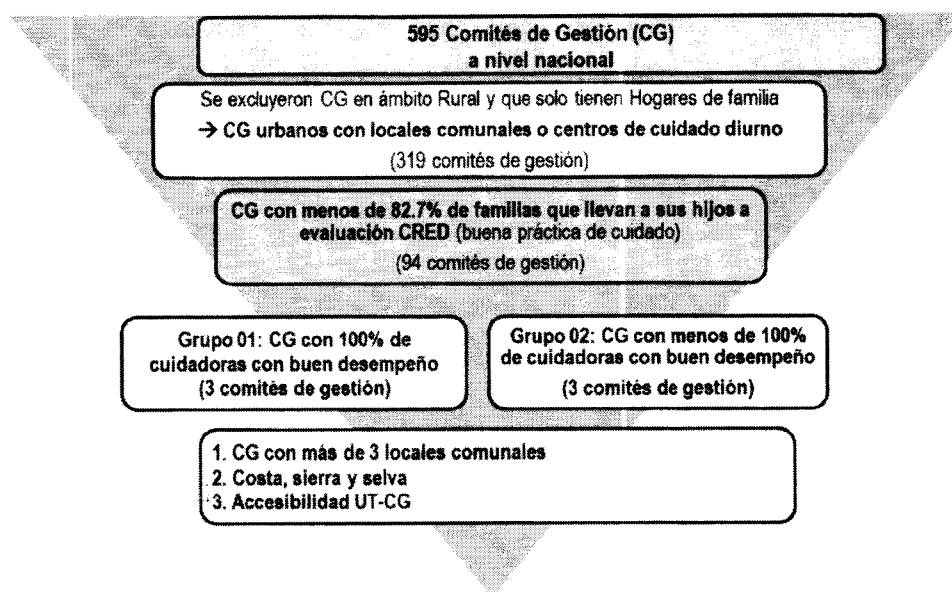 595 Comités de Gestión (CG)
a nivel nacional
Se excluyeron CG en ámbito Rural y que solo tienen Hogares de familia
→ CG urbanos con locales comunales o centros de cuidado diurno
(319 comités de gestión)
CG con menos de 82.7% de familias que llevan a sus hijos a
evaluación CRED (buena práctica de cuidado)
(94 comités de gestión)
Grupo 01: CG con 100% de
cuidadoras con buen desempeño
(3 comités de gestión)
Grupo 02: CG con menos de 100%
de cuidadoras con buen desempeño
(3 comités de gestión)
1. CG con más de 3 locales comunales
2. Costa, sierra y selva
3. Accesibilidad UT-CG